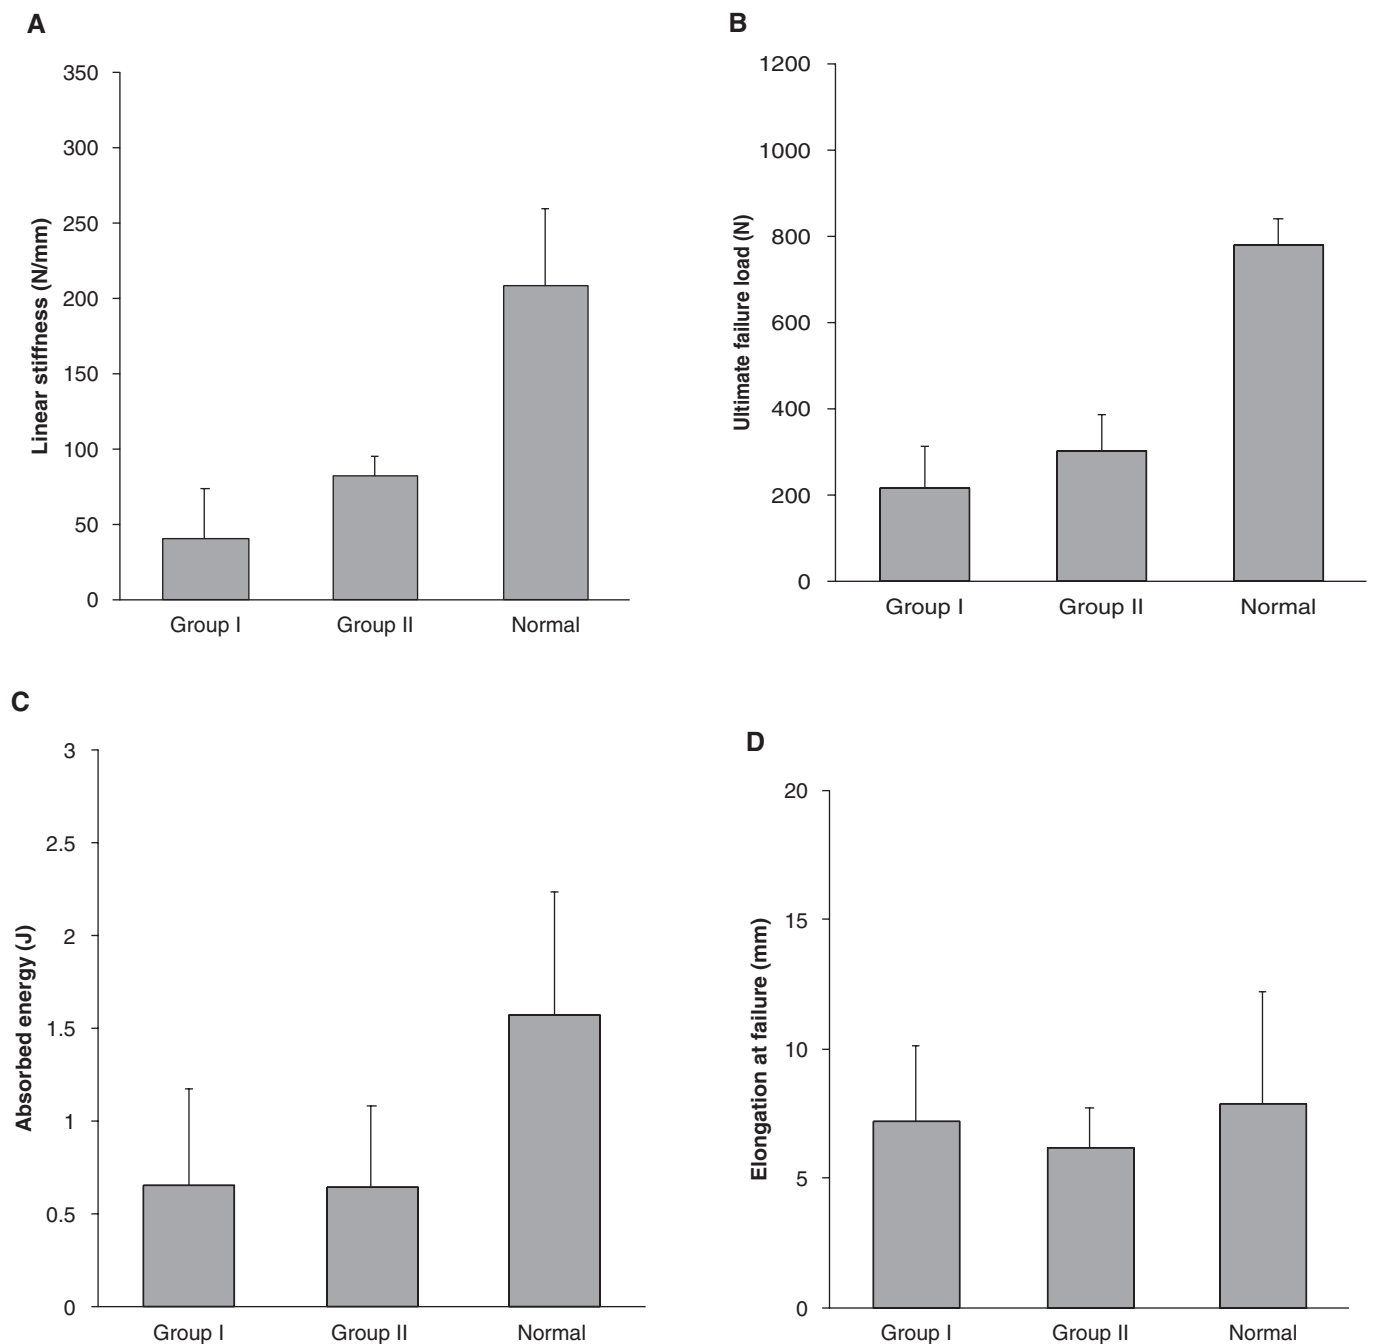 A
Linear stiffness (N/mm)
350
300
250
200
150
100
50
0
Group I Group II Normal
B
Ultimate failure load (N)
1200
1000
800
600
400
200
0
Group I Group II Normal
C
Absorbed energy (J)
3
2.5
2
1.5
1
0.5
0
Group I Group II Normal
D
Elongation at failure (mm)
20
15
10
5
0
Group I Group II Normal